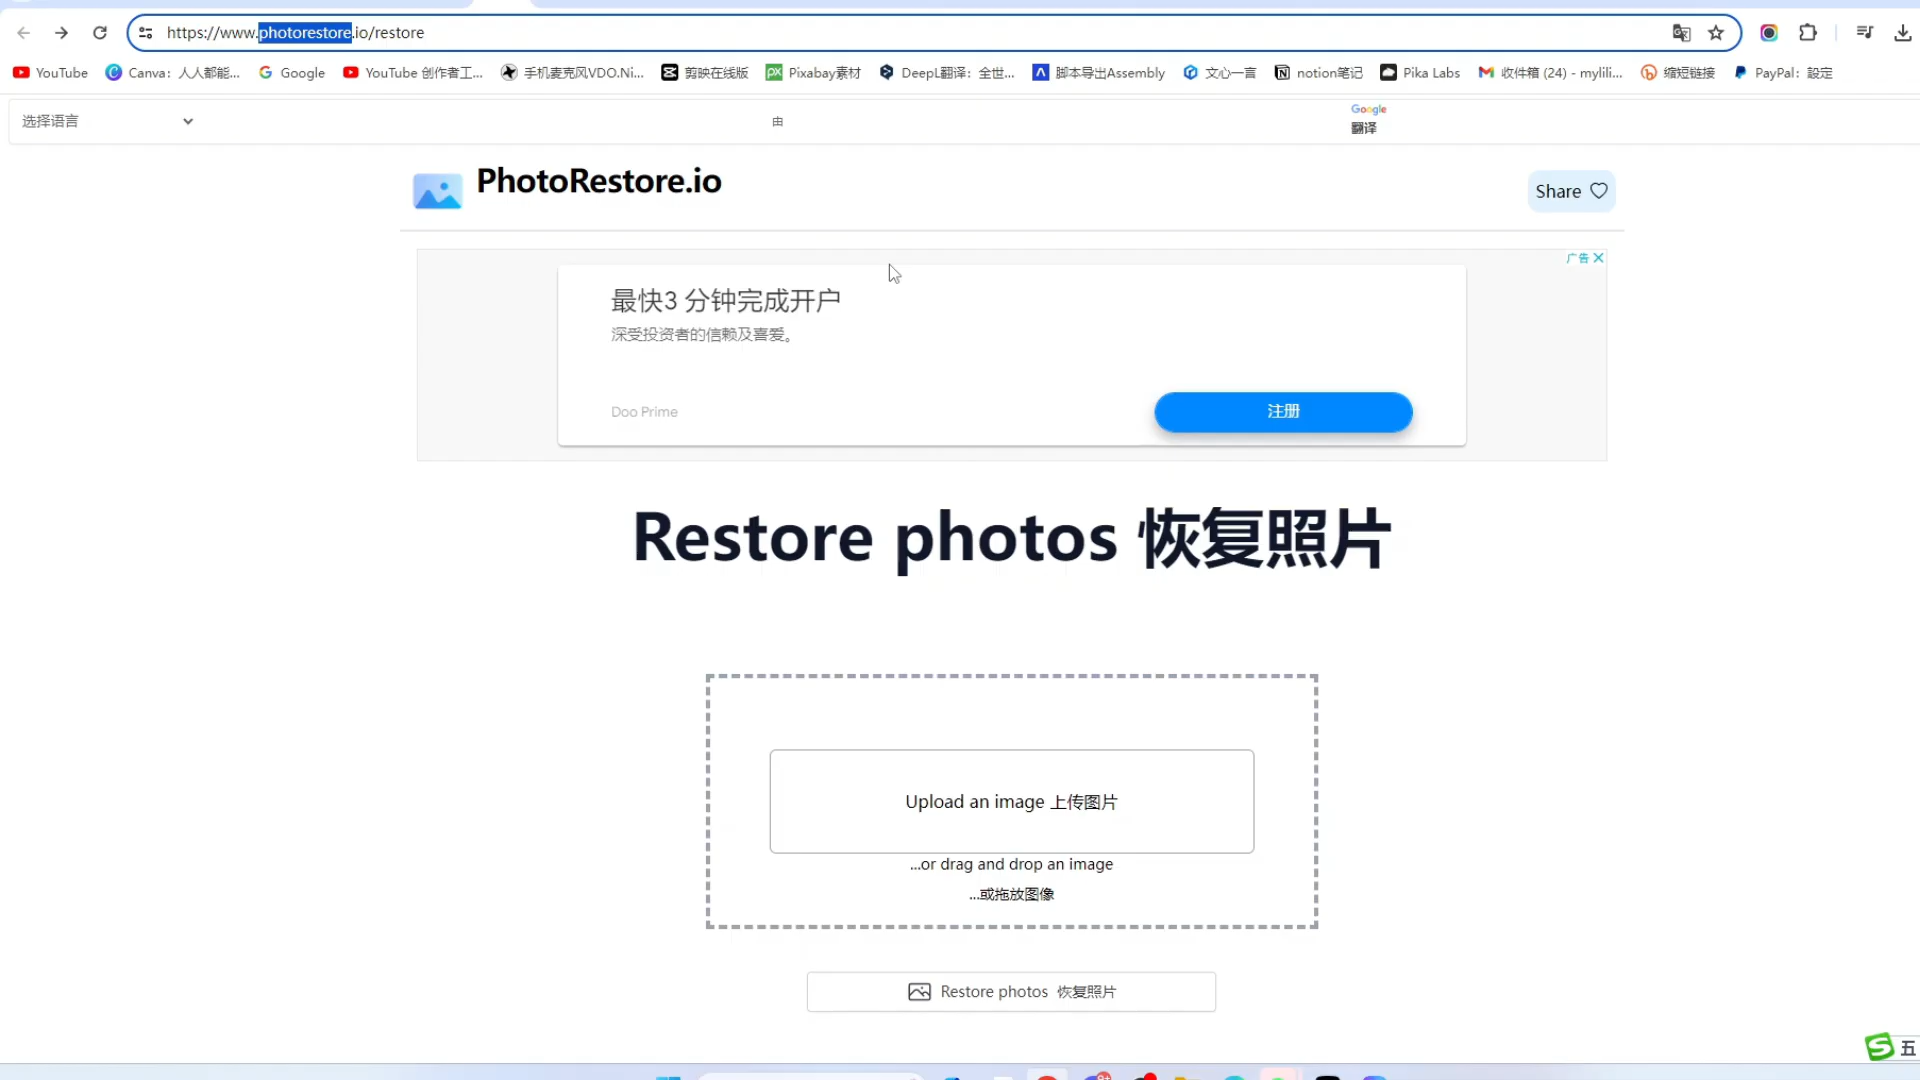 https://www.photorestore.io/restore
YouTube Canva：人人都能... Google YouTube 创作者工... 手机麦克风VDO.Ni... 剪映在线版 Pixabay素材 DeepL翻译：全世... 脚本导出Assembly 文心一言 notion笔记 Pika Labs 收件箱 (24) - mylili... 缩短链接 PayPal：設定
选择语言
由
Google
翻译
PhotoRestore.io
Share
广告
最快3 分钟完成开户
深受投资者的信赖及喜爱。
Doo Prime
注册
Restore photos 恢复照片
Upload an image 上传图片
...or drag and drop an image
...或拖放图像
Restore photos 恢复照片
五